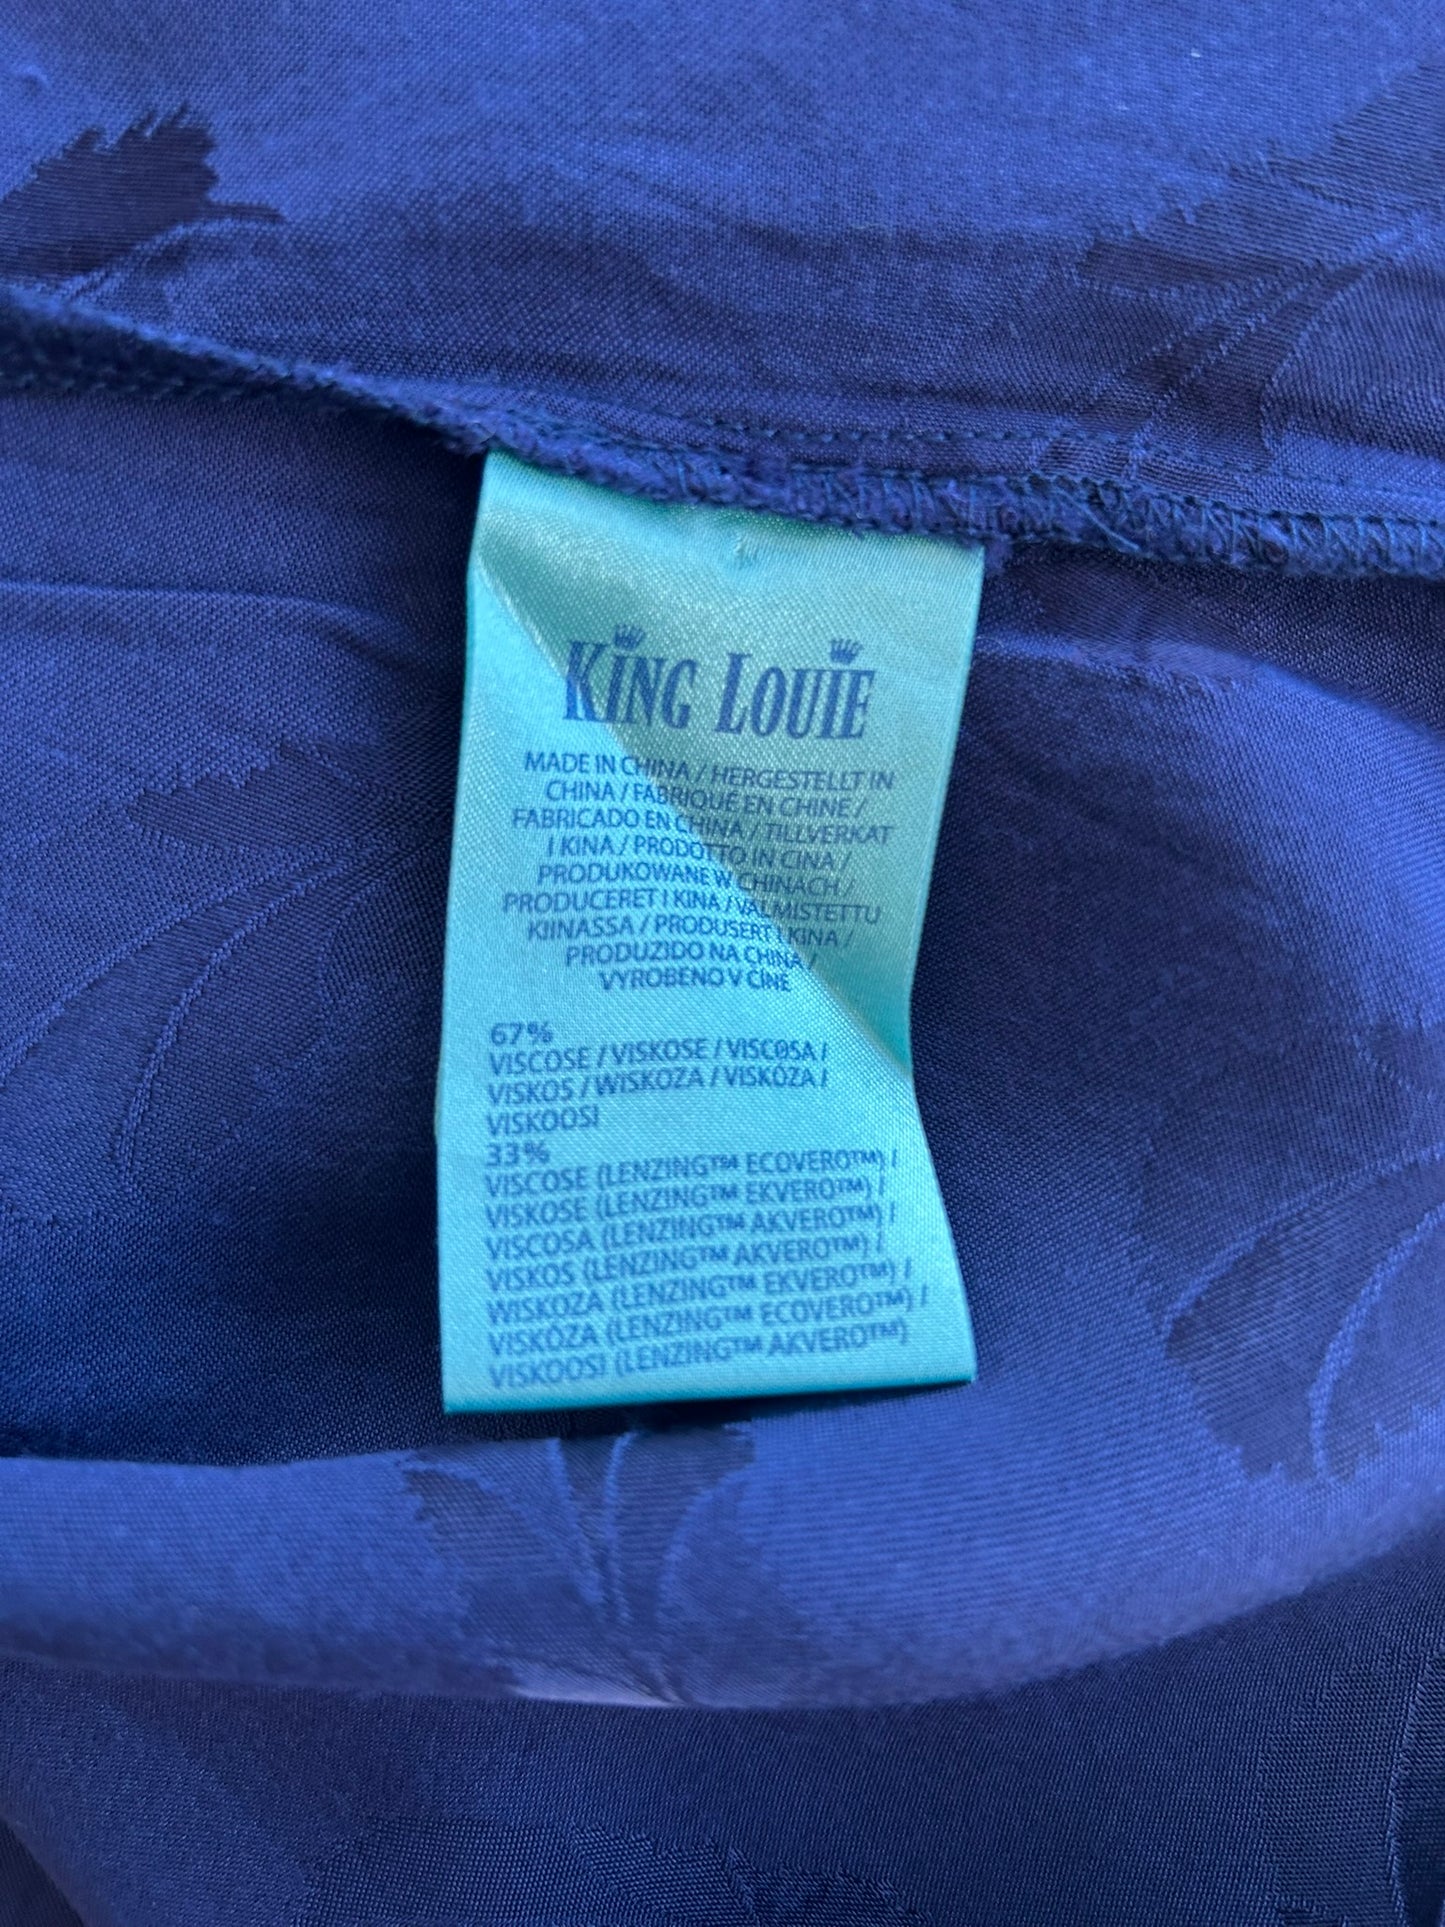 KING LOUIE
MADE IN CHINA / HERGESTELLT IN
CHINA / FABRIQUÉ EN CHINE /
FABRICADO EN CHINA / TILLVERKAT
I KINA / PRODOTTO IN CINA /
PRODUKOWANE W CHINACH /
PRODUCERET I KINA / VALMISTETTU
KIINASSA / PRODUSERT I KINA /
PRODUZIDO NA CHINA /
VYROBENO V CÍNE
67%
VISCOSE / VISKOSE / VISCOSA /
VISKOS / WISKOZA / VISKÓZA /
VISKOOSI
33%
VISCOSE (LENZING™ ECOVERO™) /
VISKOSE (LENZING™ EKVERO™) /
VISCOSA (LENZING™ AKVERO™) /
VISKOS (LENZING™ AKVERO™) /
WISKOZA (LENZING™ EKVERO™) /
VISKÓZA (LENZING™ ECOVERO™) /
VISKOOSI (LENZING™ AKVERO™)